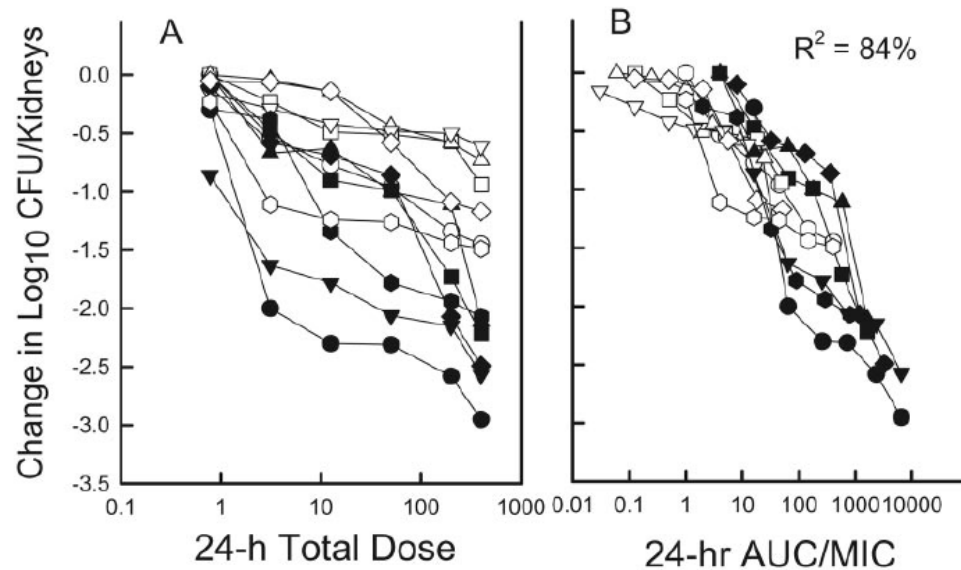 A
B
R² = 84%
Change in Log10 CFU/Kidneys
0.0
-0.5
-1.0
-1.5
-2.0
-2.5
-3.0
-3.5
0.1 1 10 100 1000
0.01 0.1 1 10 100 100010000
24-h Total Dose
24-hr AUC/MIC